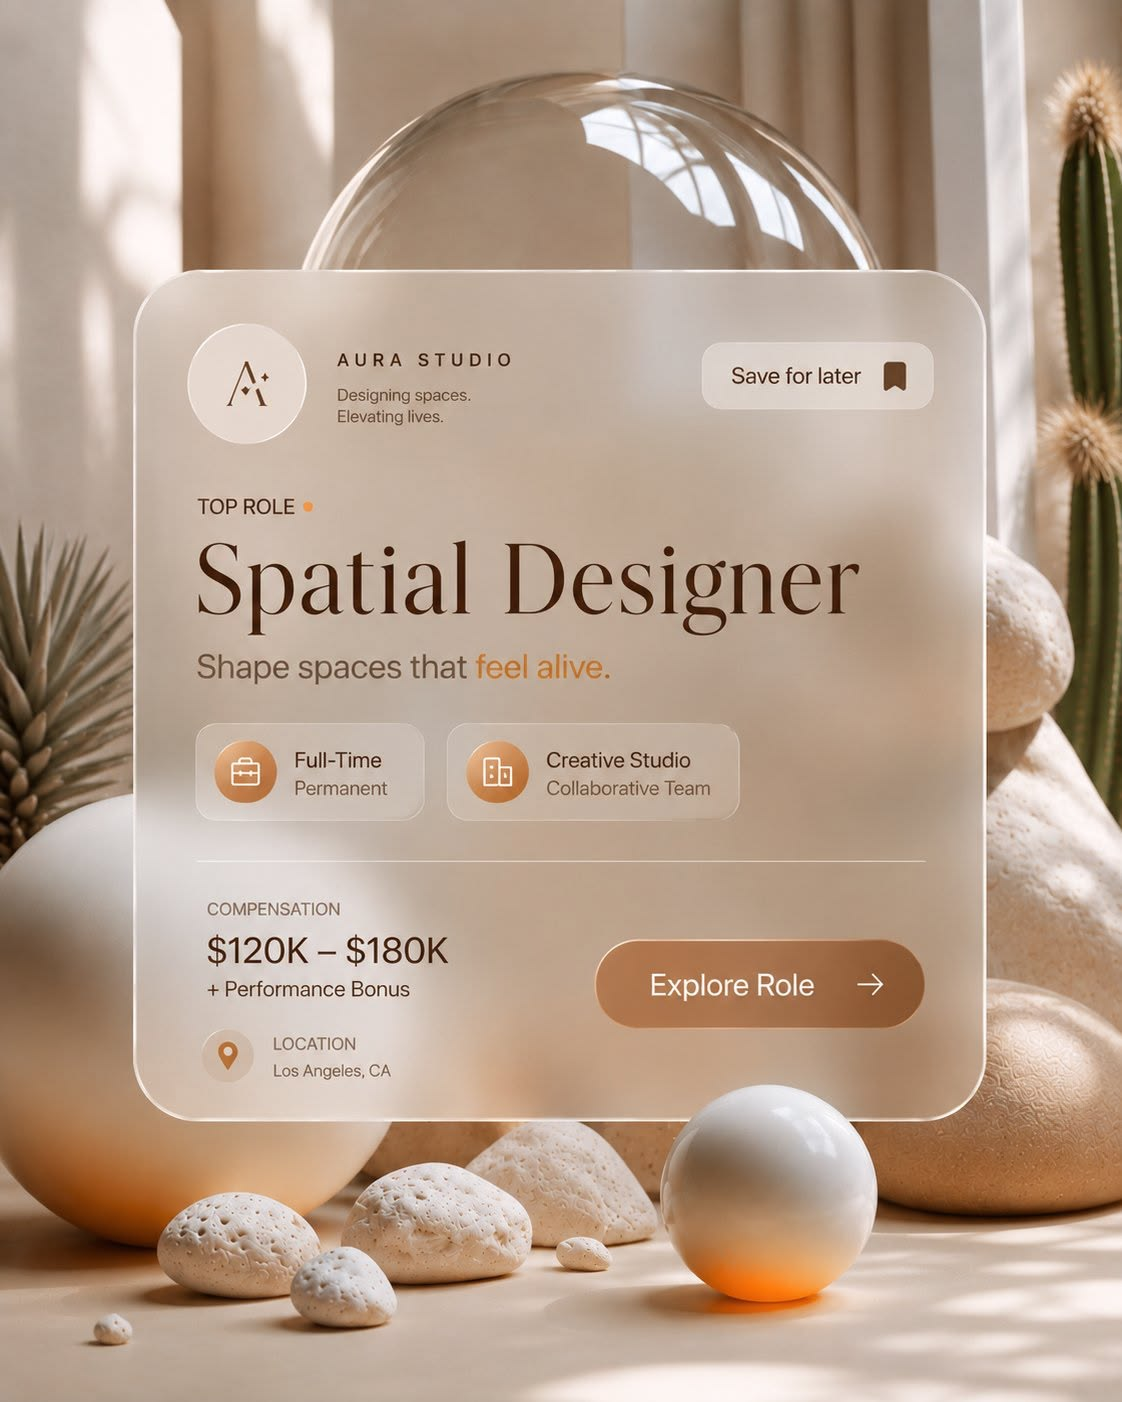 AURA STUDIO
Designing spaces.
Elevating lives.
Save for later
TOP ROLE
Spatial Designer
Shape spaces that feel alive.
Full-Time
Permanent
Creative Studio
Collaborative Team
COMPENSATION
$120K – $180K
+ Performance Bonus
Explore Role →
LOCATION
Los Angeles, CA